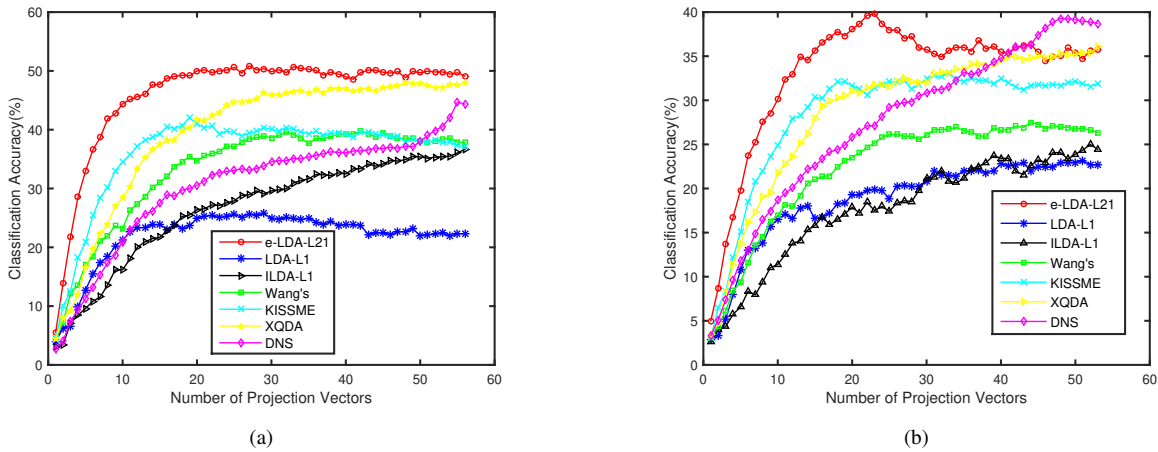 60
50
40
30
20
10
0
0 10 20 30 40 50 60
Classification Accuracy(%)
Number of Projection Vectors
e-LDA-L21
LDA-L1
ILDA-L1
Wang's
KISSME
XQDA
DNS
(a)
40
35
30
25
20
15
10
5
0
0 10 20 30 40 50 60
Classification Accuracy(%)
Number of Projection Vectors
e-LDA-L21
LDA-L1
ILDA-L1
Wang's
KISSME
XQDA
DNS
(b)